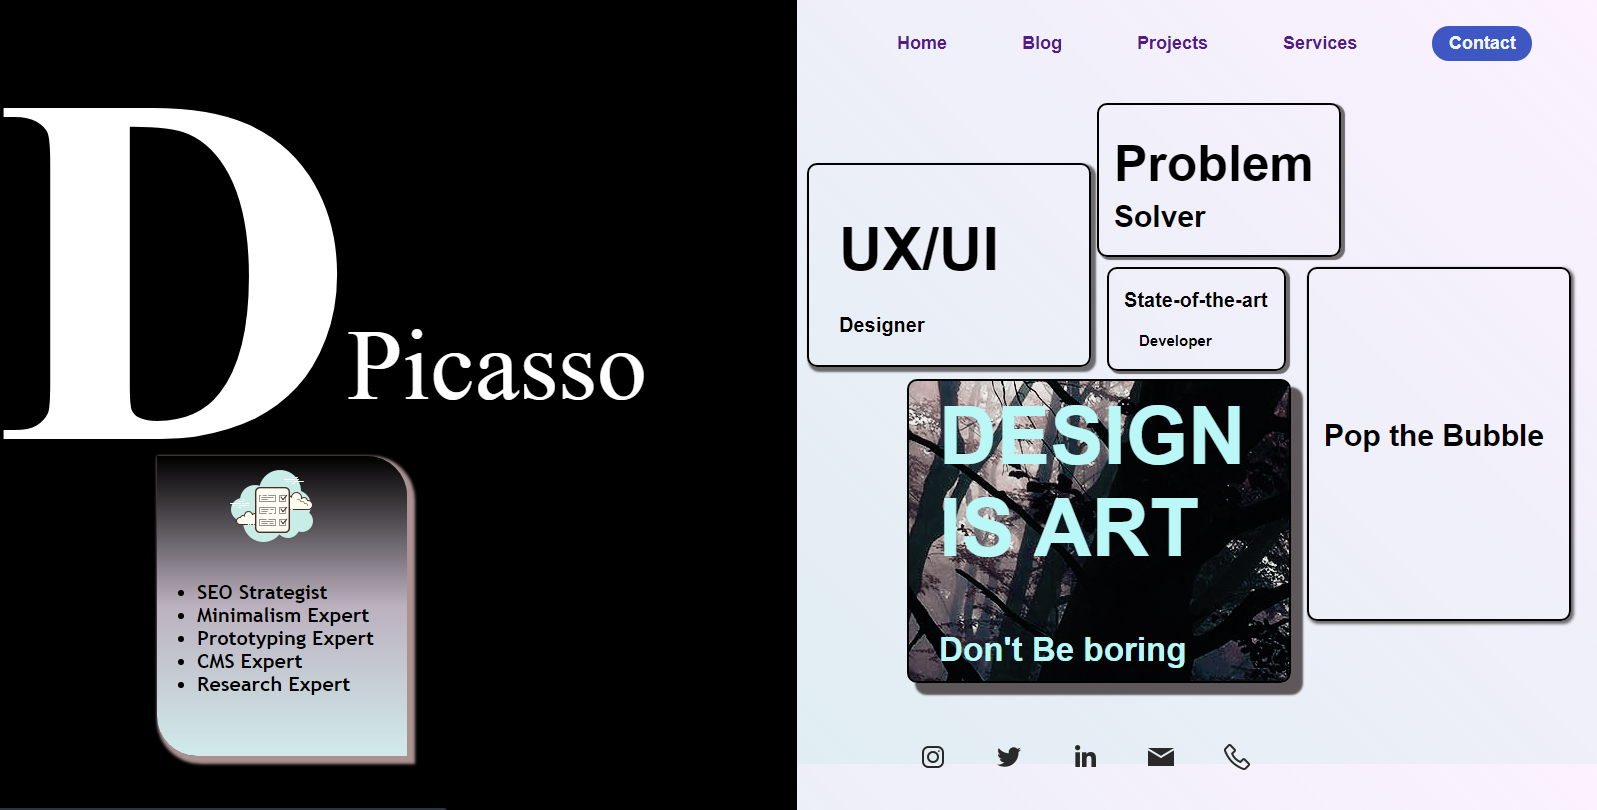 D Picasso
SEO Strategist
Minimalism Expert
Prototyping Expert
CMS Expert
Research Expert
Home Blog Projects Services Contact
UX/UI
Designer
Problem
Solver
State-of-the-art
Developer
DESIGN
IS ART
Don't Be boring
Pop the Bubble